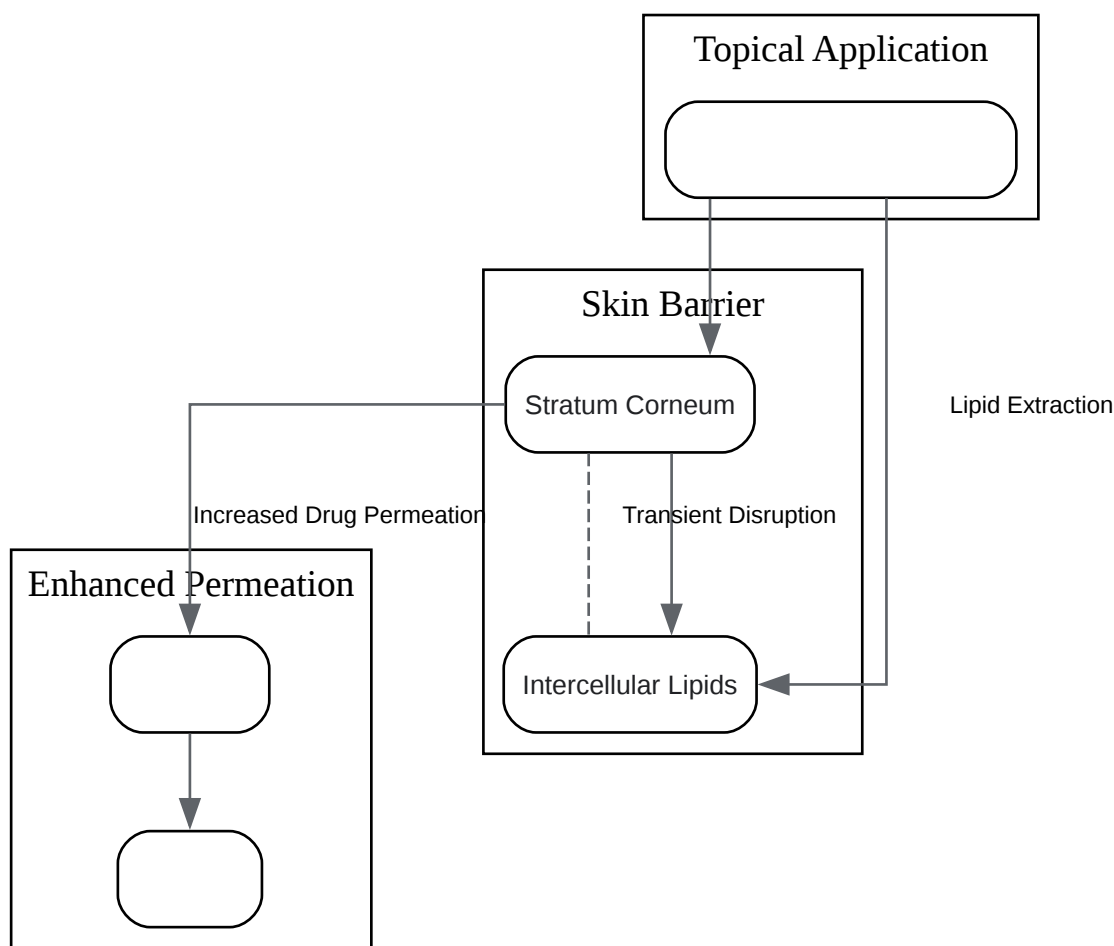 Topical Application
Skin Barrier
Stratum Corneum
Lipid Extraction
Increased Drug Permeation
Transient Disruption
Enhanced Permeation
Intercellular Lipids